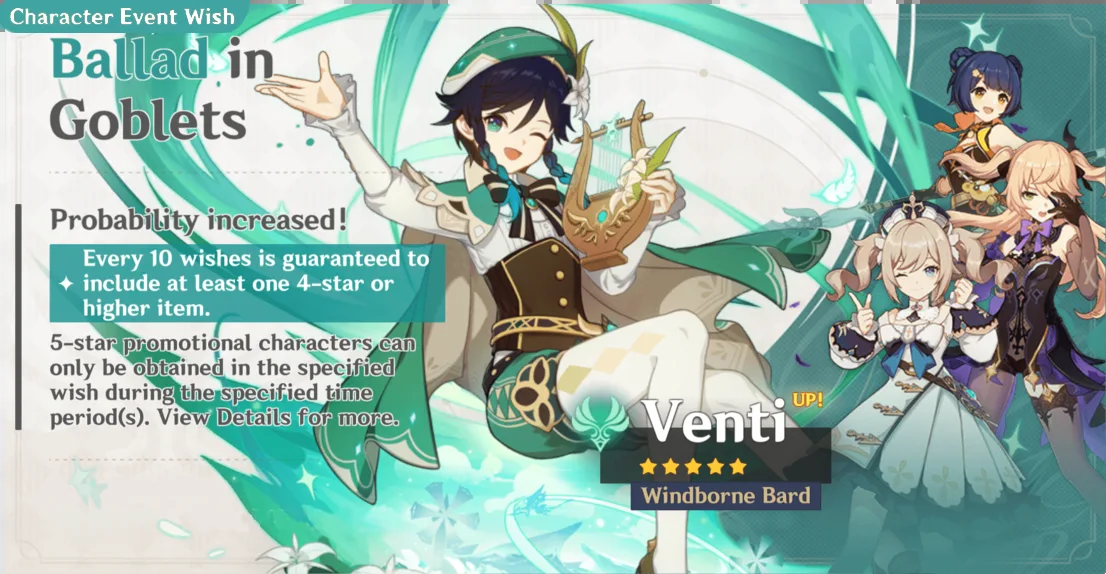 Character Event Wish
Ballad in
Goblets
Probability increased!
Every 10 wishes is guaranteed to
include at least one 4-star or
higher item.
5-star promotional characters can
only be obtained in the specified
wish during the specified time
period(s). View Details for more.
Venti UP!
Windborne Bard